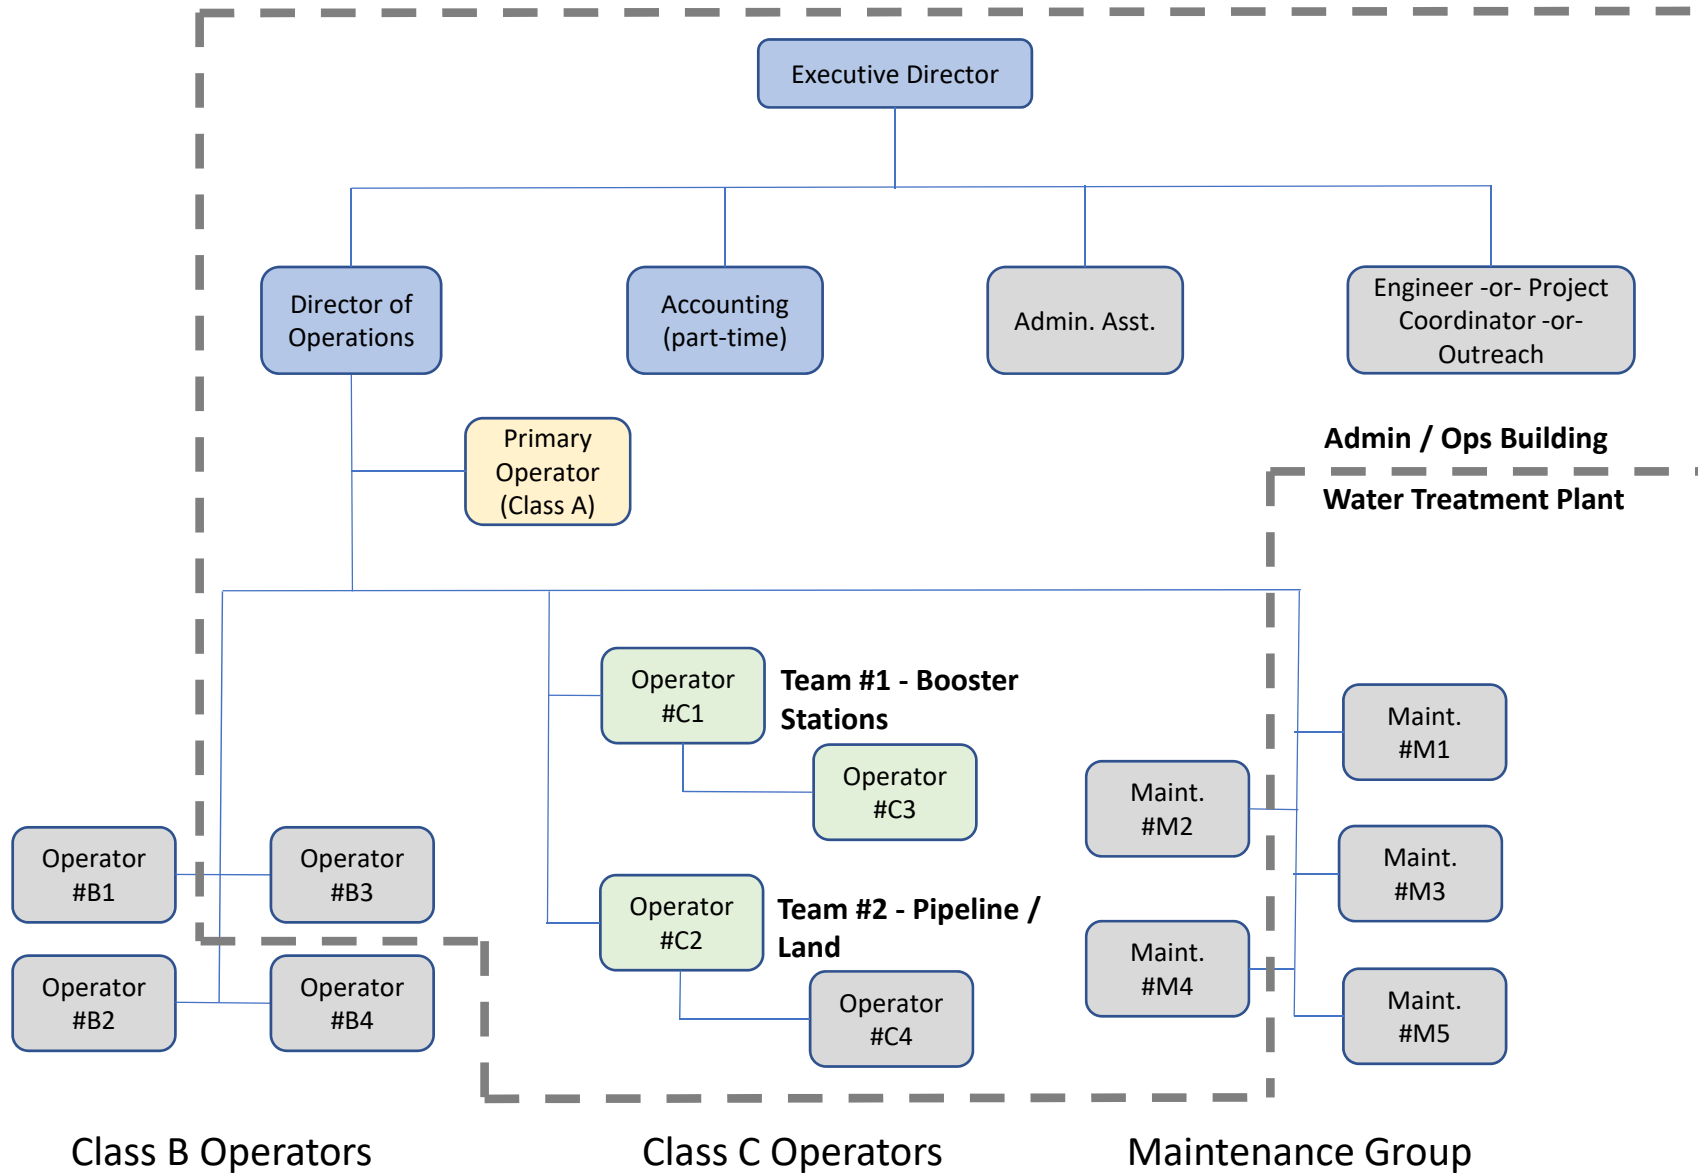 Executive Director
Director of
Operations
Accounting
(part-time)
Admin. Asst.
Engineer -or- Project
Coordinator -or-
Outreach
Primary
Operator
(Class A)
Admin / Ops Building
Water Treatment Plant
Operator
#C1
Team #1 - Booster
Stations
Operator
#C3
Operator
#C2
Team #2 - Pipeline /
Land
Operator
#C4
Maint.
#M1
Maint.
#M2
Maint.
#M3
Maint.
#M4
Maint.
#M5
Operator
#B1
Operator
#B3
Operator
#B2
Operator
#B4
Class B Operators
Class C Operators
Maintenance Group